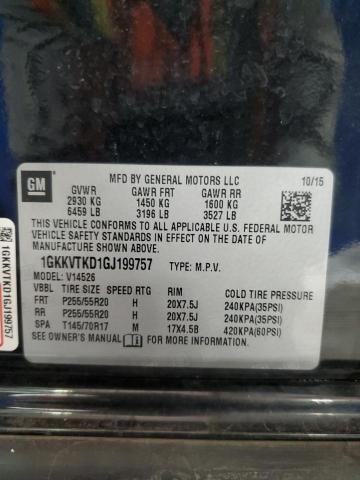 GM
MFD BY GENERAL MOTORS LLC 10/15
GVWR GAWR FRT GAWR RR
2930 KG 1450 KG 1600 KG
6459 LB 3196 LB 3527 LB
THIS VEHICLE CONFORMS TO ALL APPLICABLE U.S. FEDERAL MOTOR
VEHICLE SAFETY STANDARDS IN EFFECT ON THE DATE OF
MANUFACTURE SHOWN ABOVE.
1GKKVTKD1GJ199757 TYPE: M.P.V.
MODEL: V14526
VBBL TIRE SIZE SPEED RTG RIM COLD TIRE PRESSURE
FRT P255/55R20 H 20X7.5J 240KPA(35PSI)
RR P255/55R20 H 20X7.5J 240KPA(35PSI)
SPA T145/70R17 M 17X4.5B 420KPA(60PSI)
SEE OWNER'S MANUAL FOR MORE INFORMATION
1GKKVTKD1GJ199757